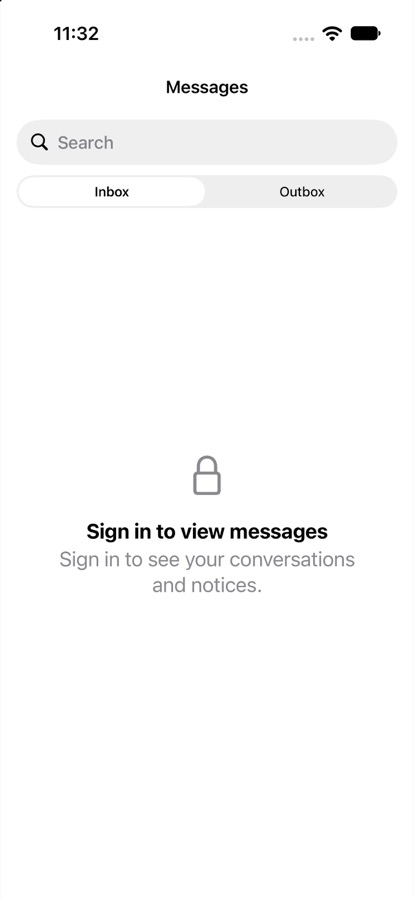 11:32
Messages
Search
Inbox Outbox
Sign in to view messages
Sign in to see your conversations
and notices.